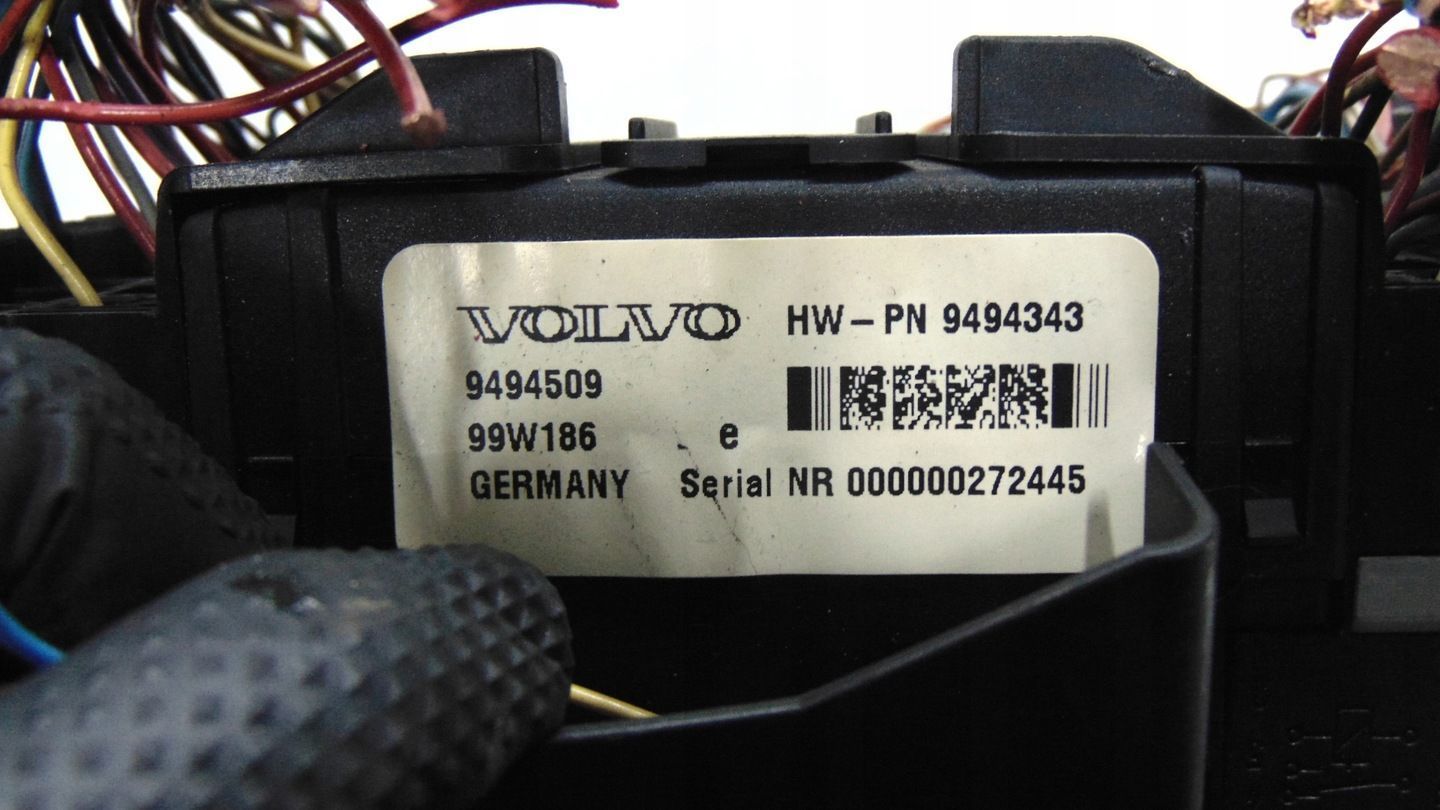 VOLVO HW-PN 9494343
9494509
99W186 e
GERMANY Serial NR 000000272445